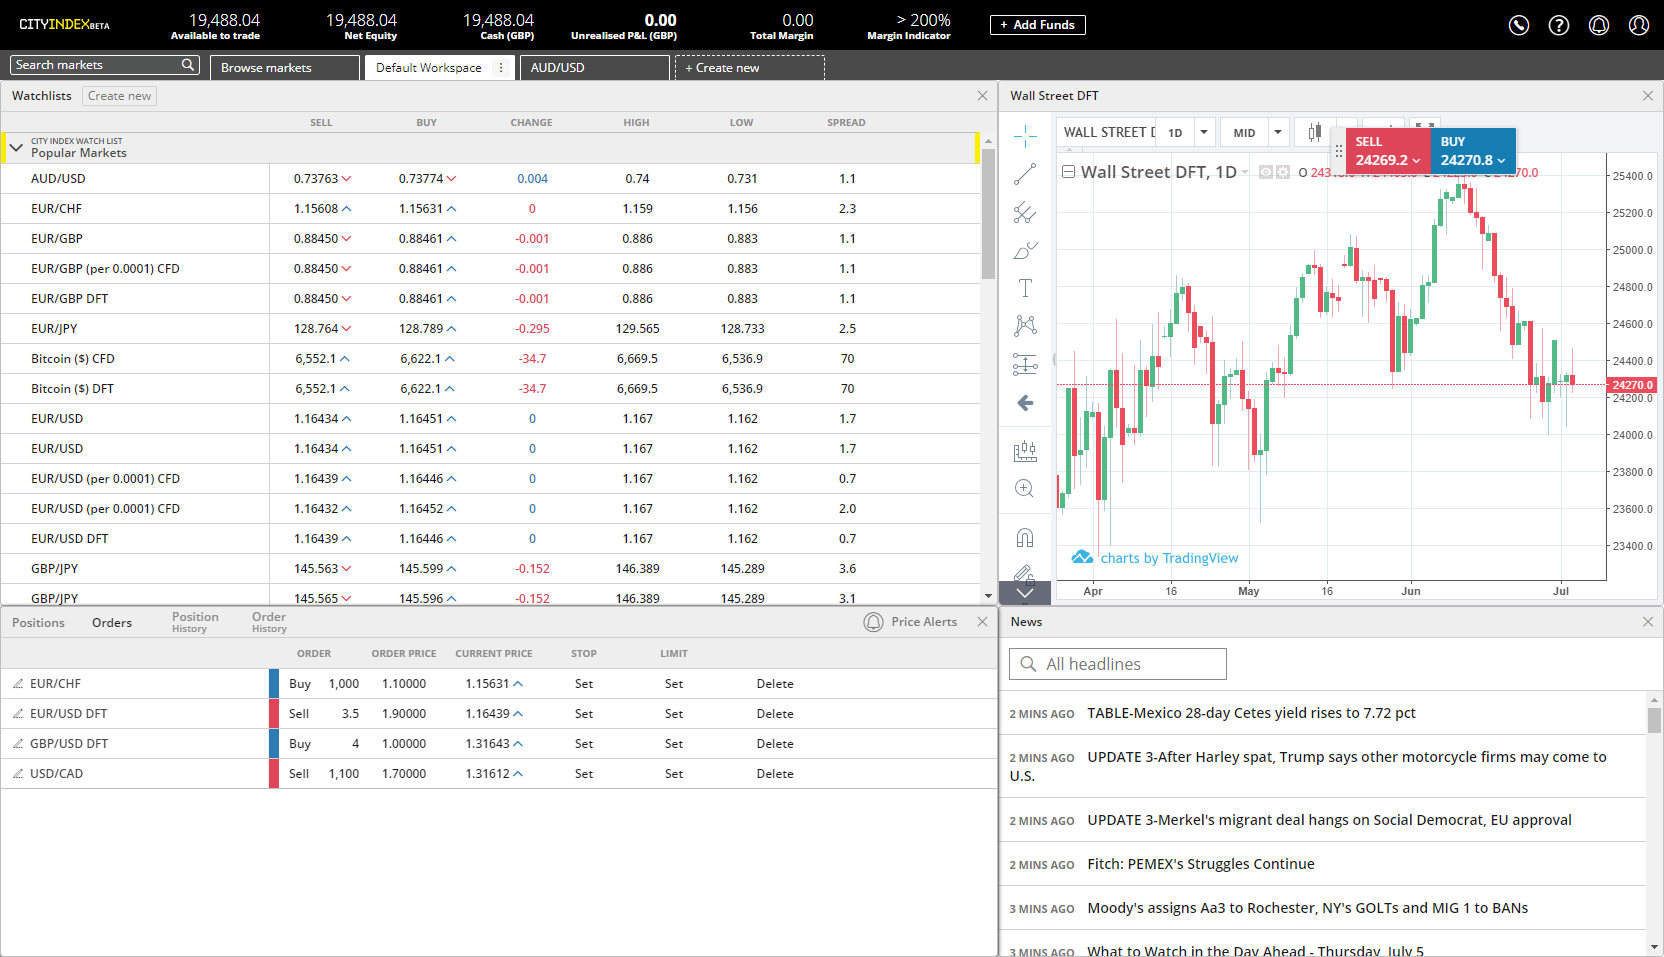 CITYINDEX BETA
19,488.04
Available to trade
19,488.04
Net Equity
19,488.04
Cash (GBP)
0.00
Unrealised P&L (GBP)
0.00
Total Margin
> 200%
Margin Indicator
+ Add Funds
Search markets
Browse markets
Default Workspace
AUD/USD
+ Create new
Watchlists Create new
SELL BUY CHANGE HIGH LOW SPREAD
CITY INDEX WATCH LIST
Popular Markets
AUD/USD 0.73763 0.73774 0.004 0.74 0.731 1.1
EUR/CHF 1.15608 1.15631 0 1.159 1.156 2.3
EUR/GBP 0.88450 0.88461 -0.001 0.886 0.883 1.1
EUR/GBP (per 0.0001) CFD 0.88450 0.88461 -0.001 0.886 0.883 1.1
EUR/GBP DFT 0.88450 0.88461 -0.001 0.886 0.883 1.1
EUR/JPY 128.764 128.789 -0.295 129.565 128.733 2.5
Bitcoin ($) CFD 6,552.1 6,622.1 -34.7 6,669.5 6,536.9 70
Bitcoin ($) DFT 6,552.1 6,622.1 -34.7 6,669.5 6,536.9 70
EUR/USD 1.16434 1.16451 0 1.167 1.162 1.7
EUR/USD 1.16434 1.16451 0 1.167 1.162 1.7
EUR/USD (per 0.0001) CFD 1.16439 1.16446 0 1.167 1.162 0.7
EUR/USD (per 0.0001) CFD 1.16432 1.16452 0 1.167 1.162 2.0
EUR/USD DFT 1.16439 1.16446 0 1.167 1.162 0.7
GBP/JPY 145.563 145.599 -0.152 146.389 145.289 3.6
GBP/JPY 145.565 145.596 -0.152 146.389 145.289 3.1
Wall Street DFT
WALL STREET D 1D MID
SELL
24269.2
BUY
24270.8
Wall Street DFT, 1D O
25400.0
25200.0
25000.0
24800.0
24600.0
24400.0
24270.0
24200.0
24000.0
23800.0
23600.0
23400.0
charts by TradingView
Apr 16 May 16 Jun Jul
Positions Orders Position History Order History Price Alerts
ORDER ORDER PRICE CURRENT PRICE STOP LIMIT
EUR/CHF Buy 1,000 1.10000 1.15631 Set Set Delete
EUR/USD DFT Sell 3.5 1.90000 1.16439 Set Set Delete
GBP/USD DFT Buy 4 1.00000 1.31643 Set Set Delete
USD/CAD Sell 1,100 1.70000 1.31612 Set Set Delete
News
All headlines
2 MINS AGO TABLE-Mexico 28-day Cetes yield rises to 7.72 pct
2 MINS AGO UPDATE 3-After Harley spat, Trump says other motorcycle firms may come to
U.S.
2 MINS AGO UPDATE 3-Merkel's migrant deal hangs on Social Democrat, EU approval
2 MINS AGO Fitch: PEMEX's Struggles Continue
3 MINS AGO Moody's assigns Aa3 to Rochester, NY's GOLTs and MIG 1 to BANs
3 MINS AGO What to Watch in the Day Ahead - Thursday, July 5